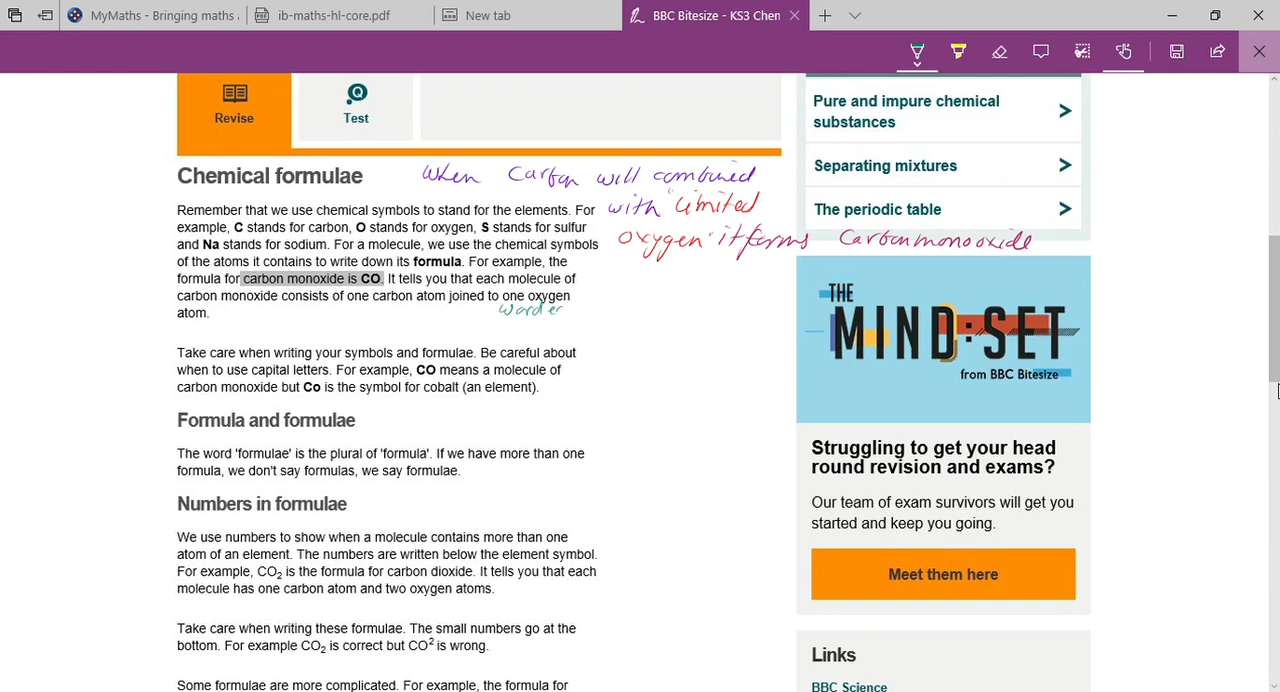 MyMaths - Bringing maths
ib-maths-hl-core.pdf
New tab
BBC Bitesize - KS3 Chem
Revise
Test
Chemical formulae
When Carbon will combined
with "limited
oxygen" it forms Carbonmonooxide
Remember that we use chemical symbols to stand for the elements. For
example, C stands for carbon, O stands for oxygen, S stands for sulfur
and Na stands for sodium. For a molecule, we use the chemical symbols
of the atoms it contains to write down its formula. For example, the
formula for carbon monoxide is CO. It tells you that each molecule of
carbon monoxide consists of one carbon atom joined to one oxygen
atom.
Take care when writing your symbols and formulae. Be careful about
when to use capital letters. For example, CO means a molecule of
carbon monoxide but Co is the symbol for cobalt (an element).
Formula and formulae
The word 'formulae' is the plural of 'formula'. If we have more than one
formula, we don't say formulas, we say formulae.
Numbers in formulae
We use numbers to show when a molecule contains more than one
atom of an element. The numbers are written below the element symbol.
For example, CO₂ is the formula for carbon dioxide. It tells you that each
molecule has one carbon atom and two oxygen atoms.
Take care when writing these formulae. The small numbers go at the
bottom. For example CO₂ is correct but CO² is wrong.
Some formulae are more complicated. For example, the formula for
Pure and impure chemical
substances
Separating mixtures
The periodic table
THE
MIND:SET
from BBC Bitesize
Struggling to get your head
round revision and exams?
Our team of exam survivors will get you
started and keep you going.
Meet them here
Links
BBC Science